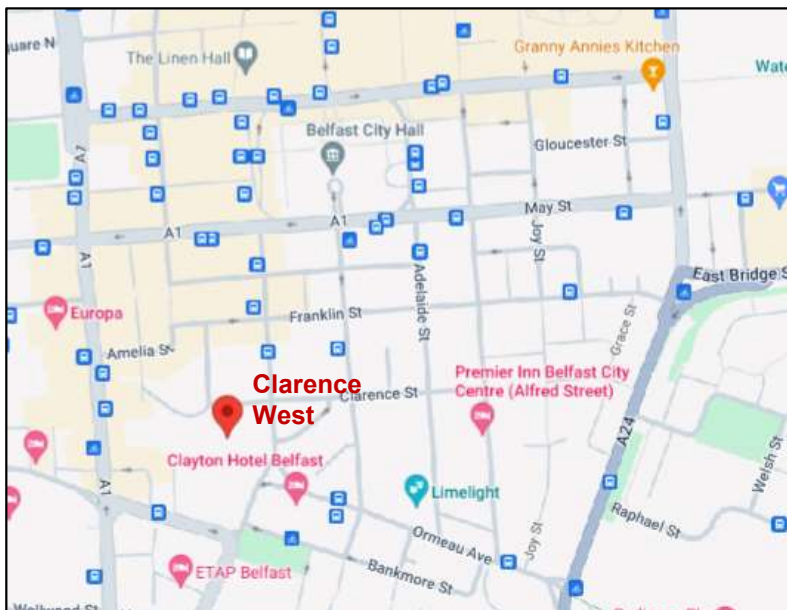 quare N
The Linen Hall
Granny Annies Kitchen
Wate
Belfast City Hall
Gloucester St
A1
May St
A1
A1
A1
Joy St
Adelaide St
East Bridge S
Europa
Franklin St
Grace St
Amelia St
Clarence
West
Clarence St
Premier Inn Belfast City
Centre (Alfred Street)
A24
Clayton Hotel Belfast
Limelight
Welsh St
A1
Raphael St
Ormeau Ave
Joy St
ETAP Belfast
Bankmore St